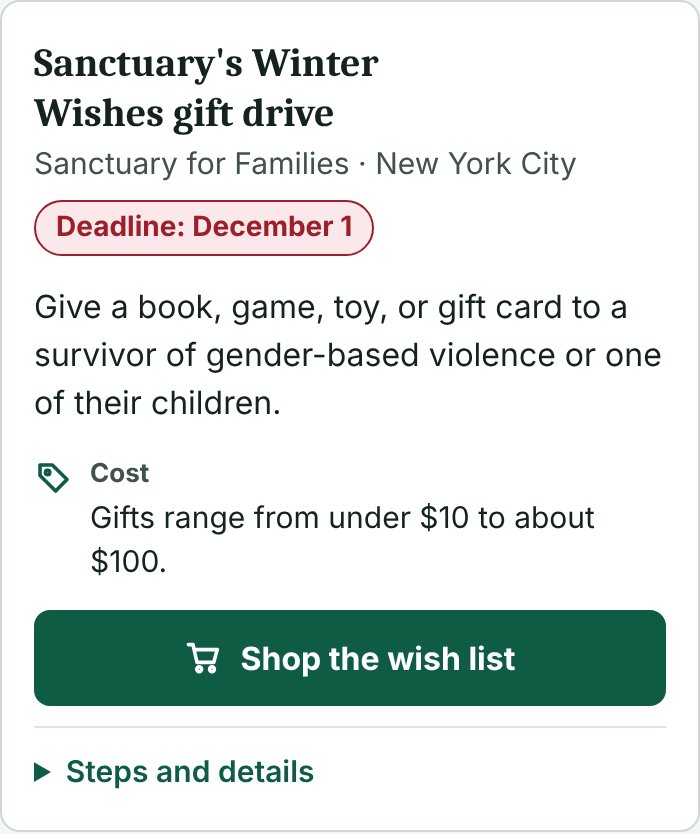 Sanctuary's Winter
Wishes gift drive
Sanctuary for Families · New York City
Deadline: December 1
Give a book, game, toy, or gift card to a
survivor of gender-based violence or one
of their children.
Cost
Gifts range from under $10 to about
$100.
Shop the wish list
Steps and details